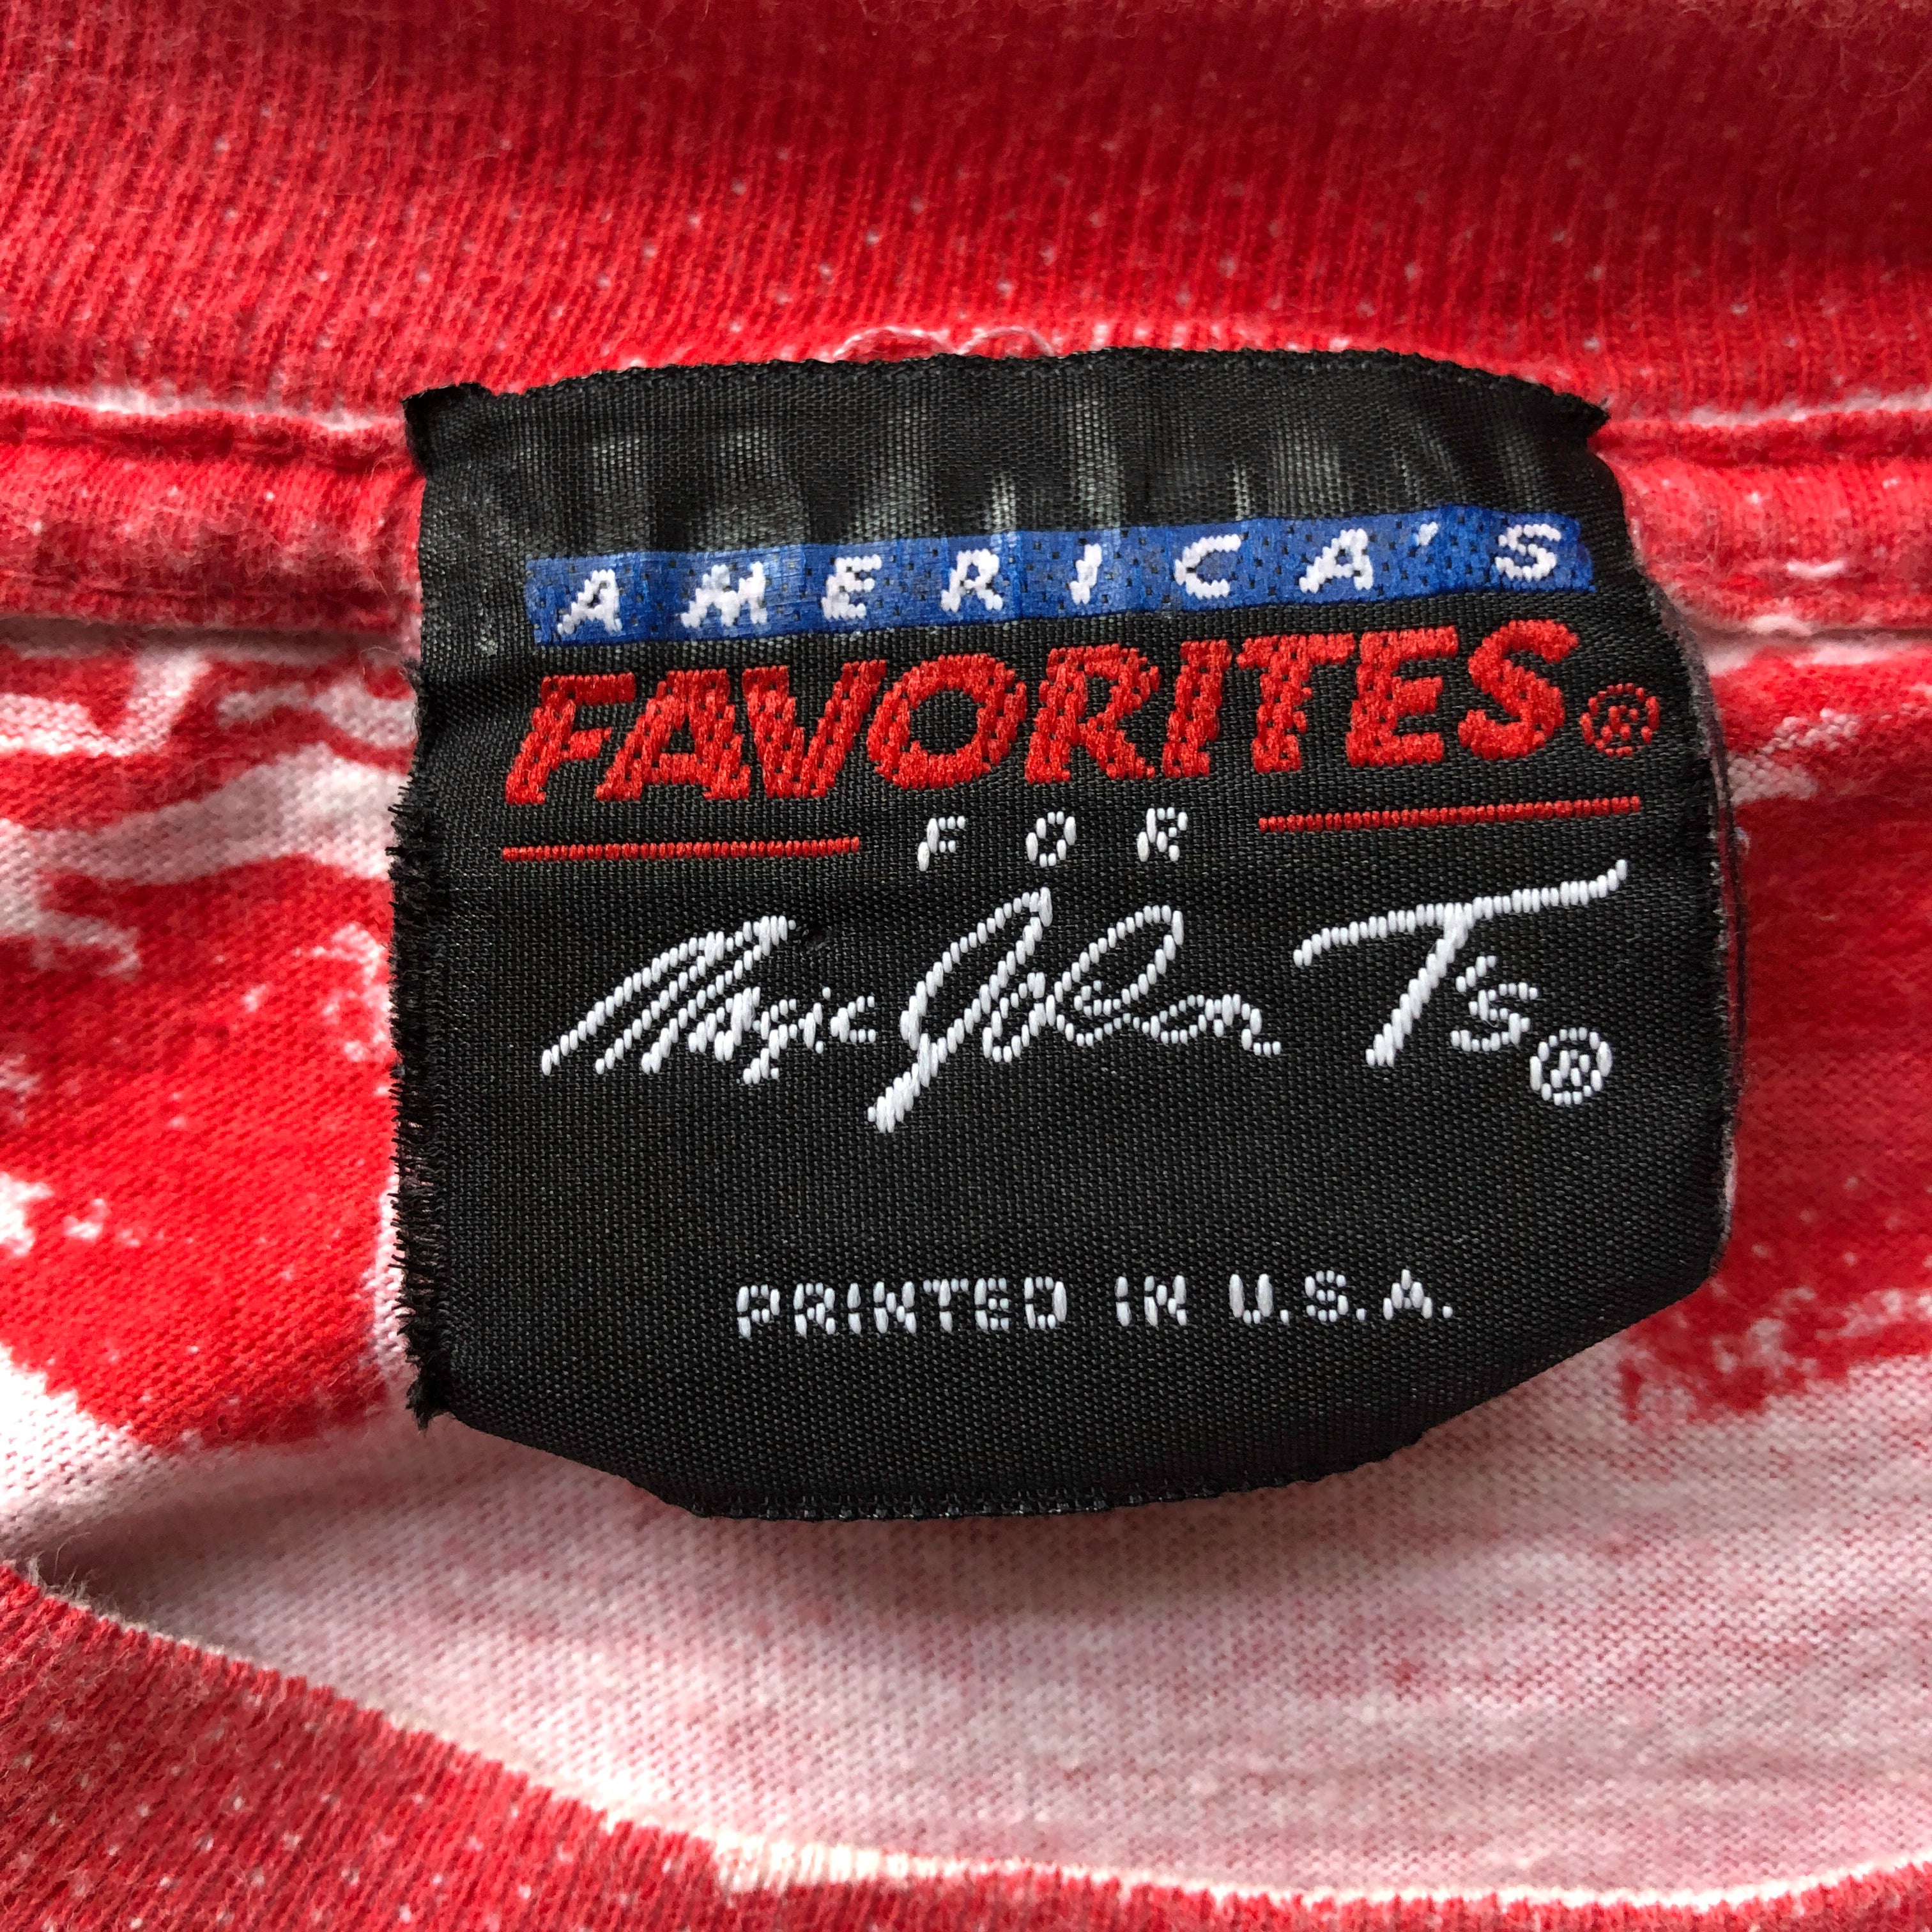 AMERICA'S
FAVORITES®
FOR
Magic Johnson T's®
PRINTED IN U.S.A.